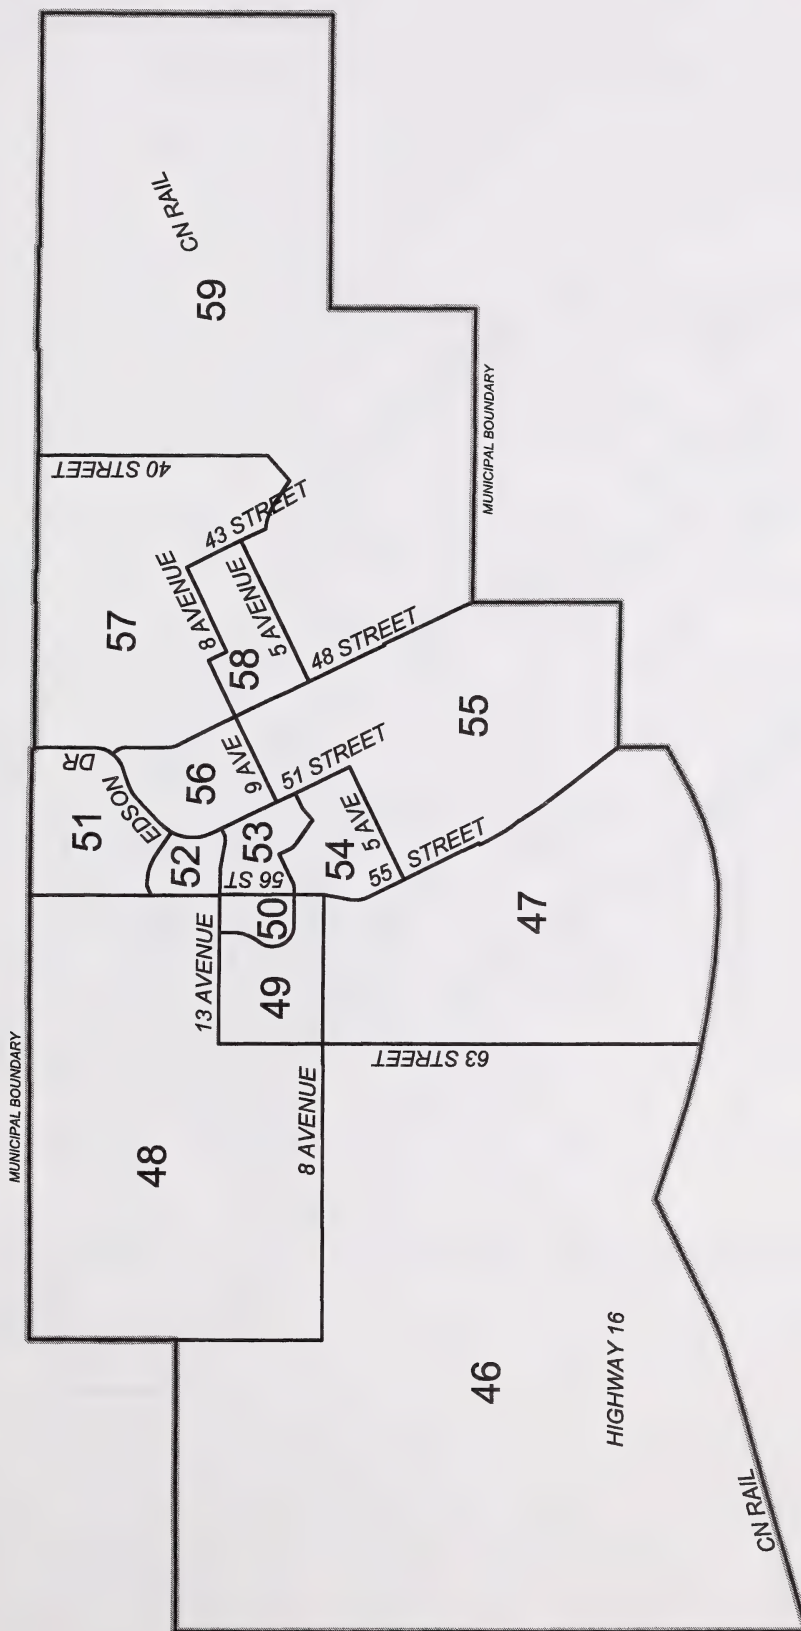 MUNICIPAL BOUNDARY
48
13 AVENUE
8 AVENUE
49
50
51
EDSON
DR
52
53
56 ST
54
5 AVE
55 STREET
51 STREET
9 AVE
56
57
40 STREET
8 AVENUE
43 STREET
5 AVENUE
58
48 STREET
59
CN RAIL
MUNICIPAL BOUNDARY
55
47
63 STREET
46
HIGHWAY 16
CN RAIL